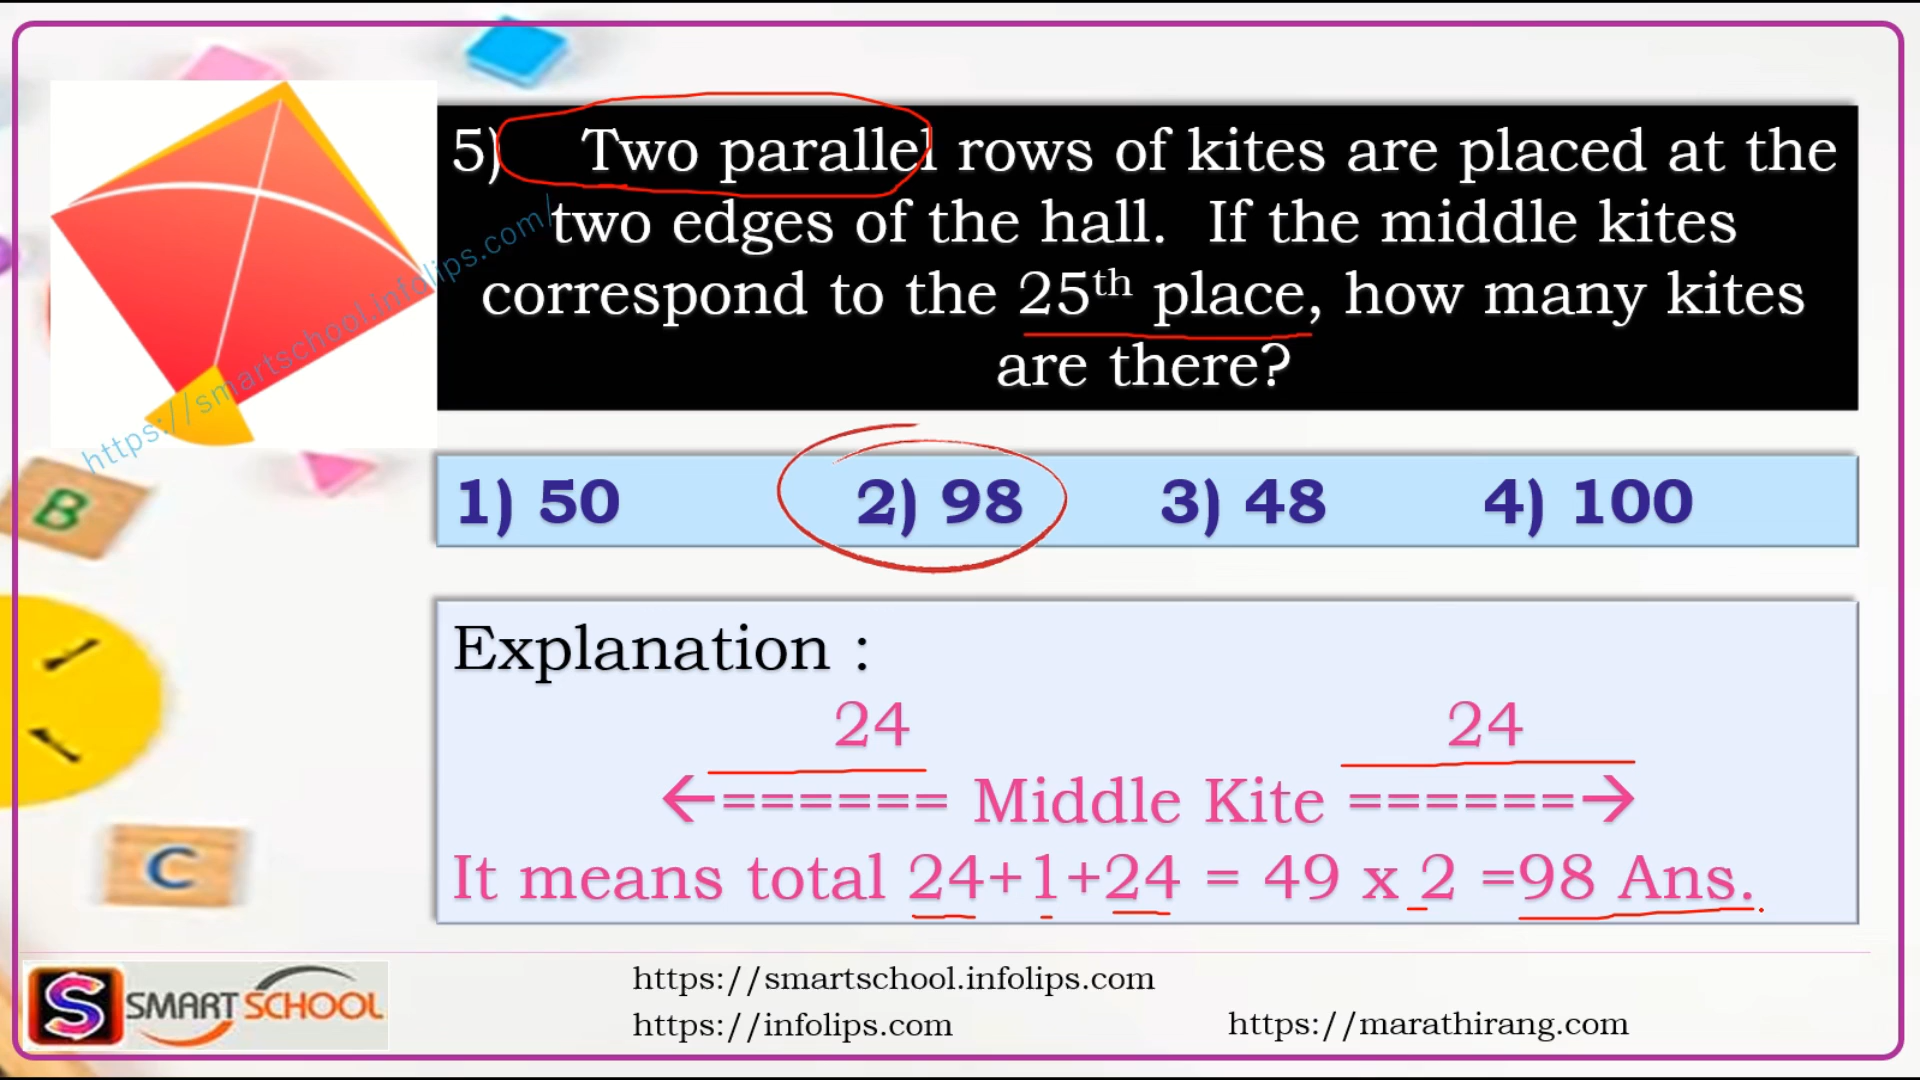 5) Two parallel rows of kites are placed at the
two edges of the hall. If the middle kites
correspond to the 25th place, how many kites
are there?
https://smartschool.infolips.com/
1) 50 2) 98 3) 48 4) 100
Explanation :
24 24
←====== Middle Kite ======→
It means total 24+1+24 = 49 x 2 =98 Ans.
B
C
S SMART SCHOOL
https://smartschool.infolips.com
https://infolips.com https://marathirang.com